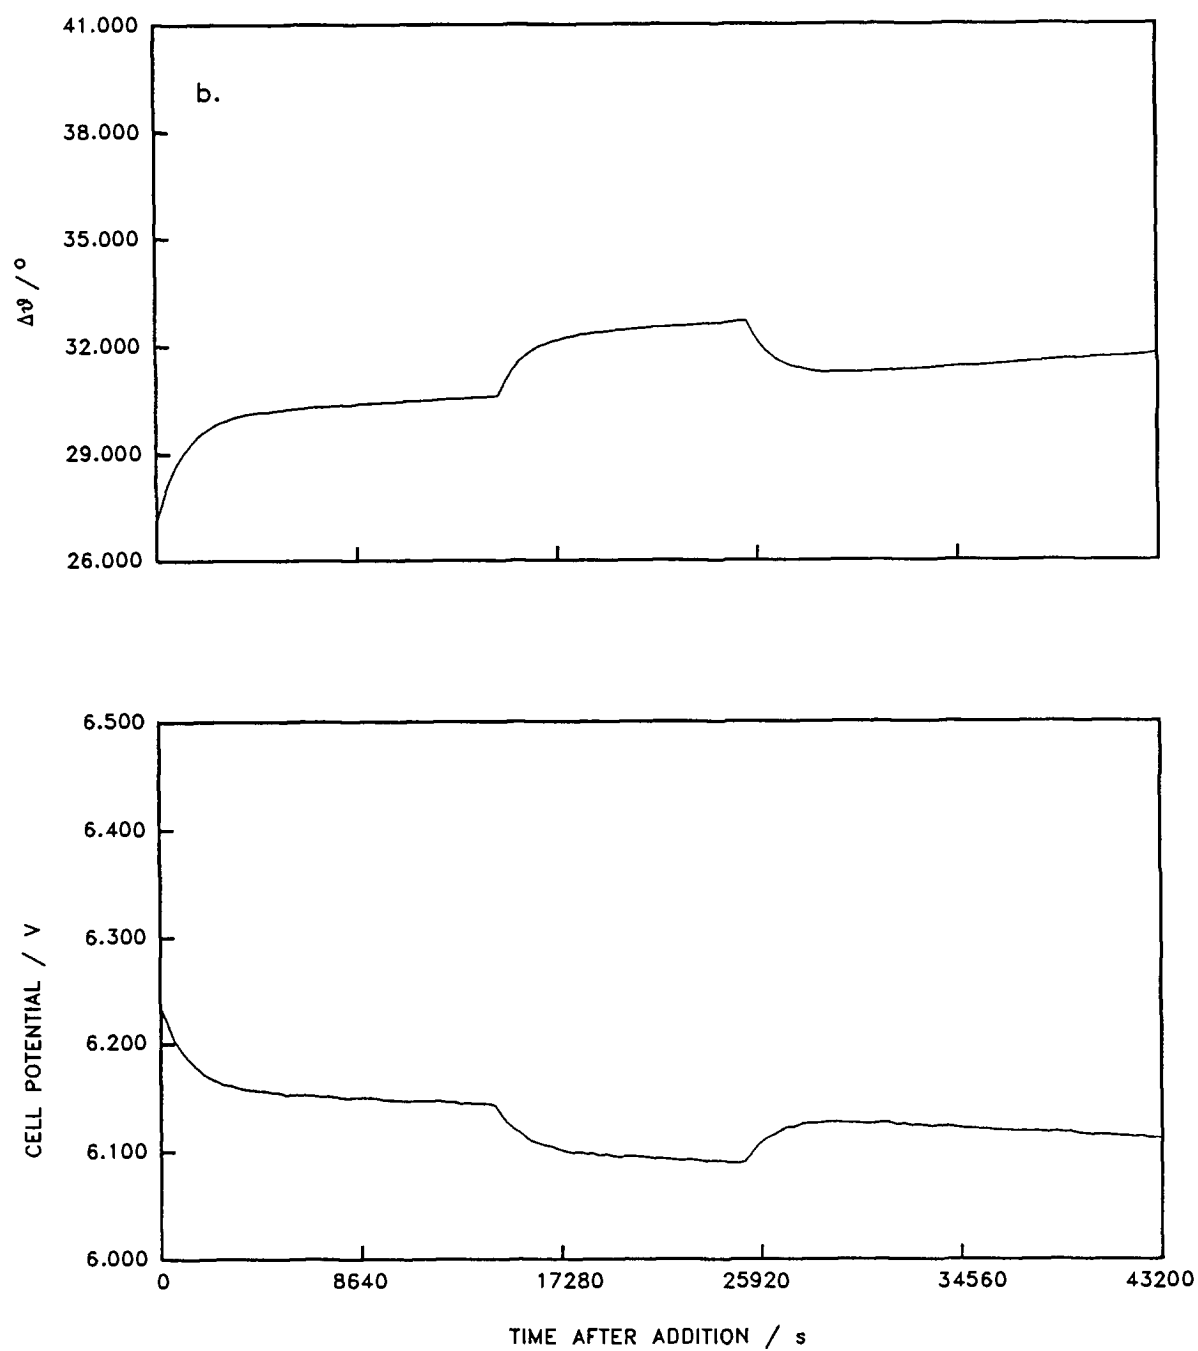 41.000
b.
38.000
35.000
Δϑ / °
32.000
29.000
26.000
6.500
6.400
6.300
CELL POTENTIAL / V
6.200
6.100
6.000
0 8640 17280 25920 34560 43200
TIME AFTER ADDITION / s